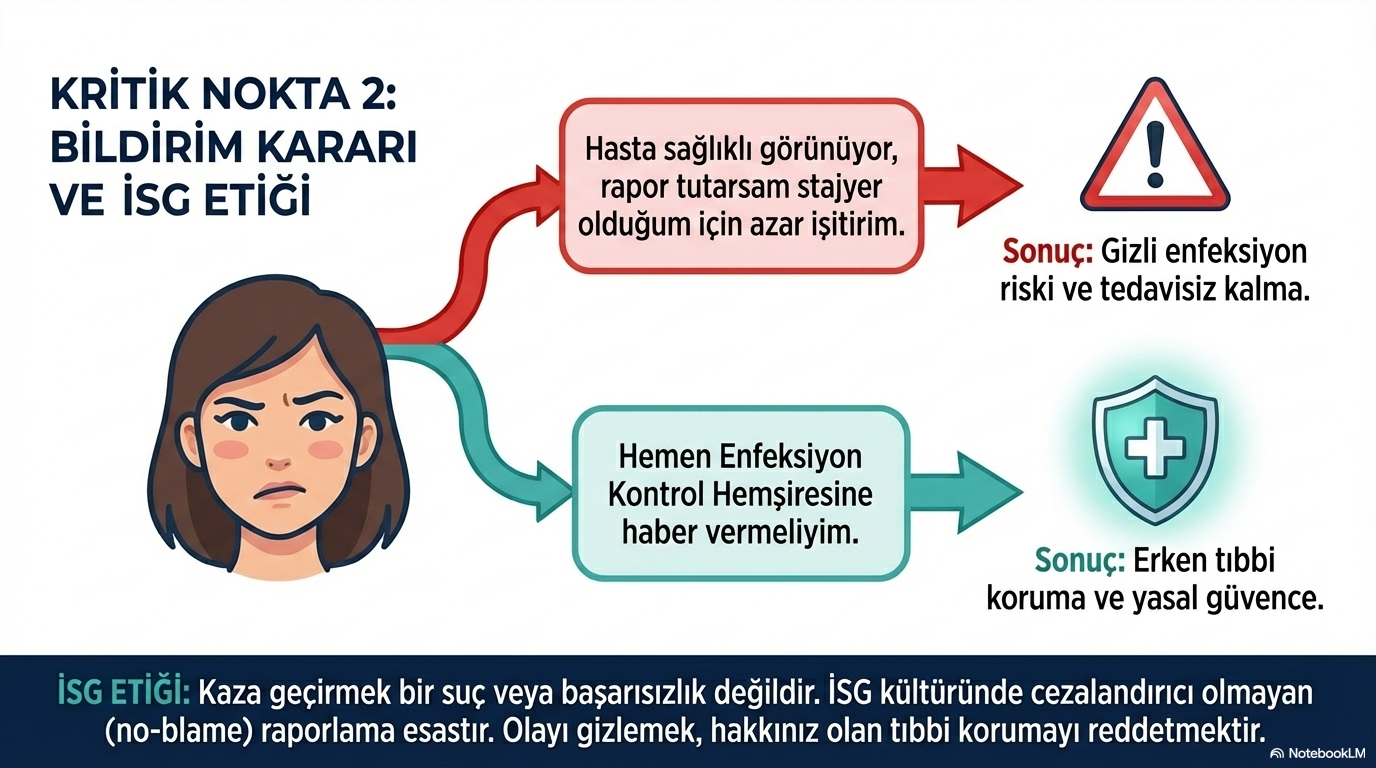 KRİTİK NOKTA 2:
BİLDİRİM KARARI
VE İSG ETİĞİ
Hasta sağlıklı görünüyor,
rapor tutarsam stajyer
olduğum için azar işitirim.
Sonuç: Gizli enfeksiyon
riski ve tedavisiz kalma.
Hemen Enfeksiyon
Kontrol Hemşiresine
haber vermeliyim.
Sonuç: Erken tıbbi
koruma ve yasal güvence.
İSG ETİĞİ: Kaza geçirmek bir suç veya başarısızlık değildir. İSG kültüründe cezalandırıcı olmayan
(no-blame) raporlama esastır. Olayı gizlemek, hakkınız olan tıbbi korumayı reddetmektir.
NotebookLM